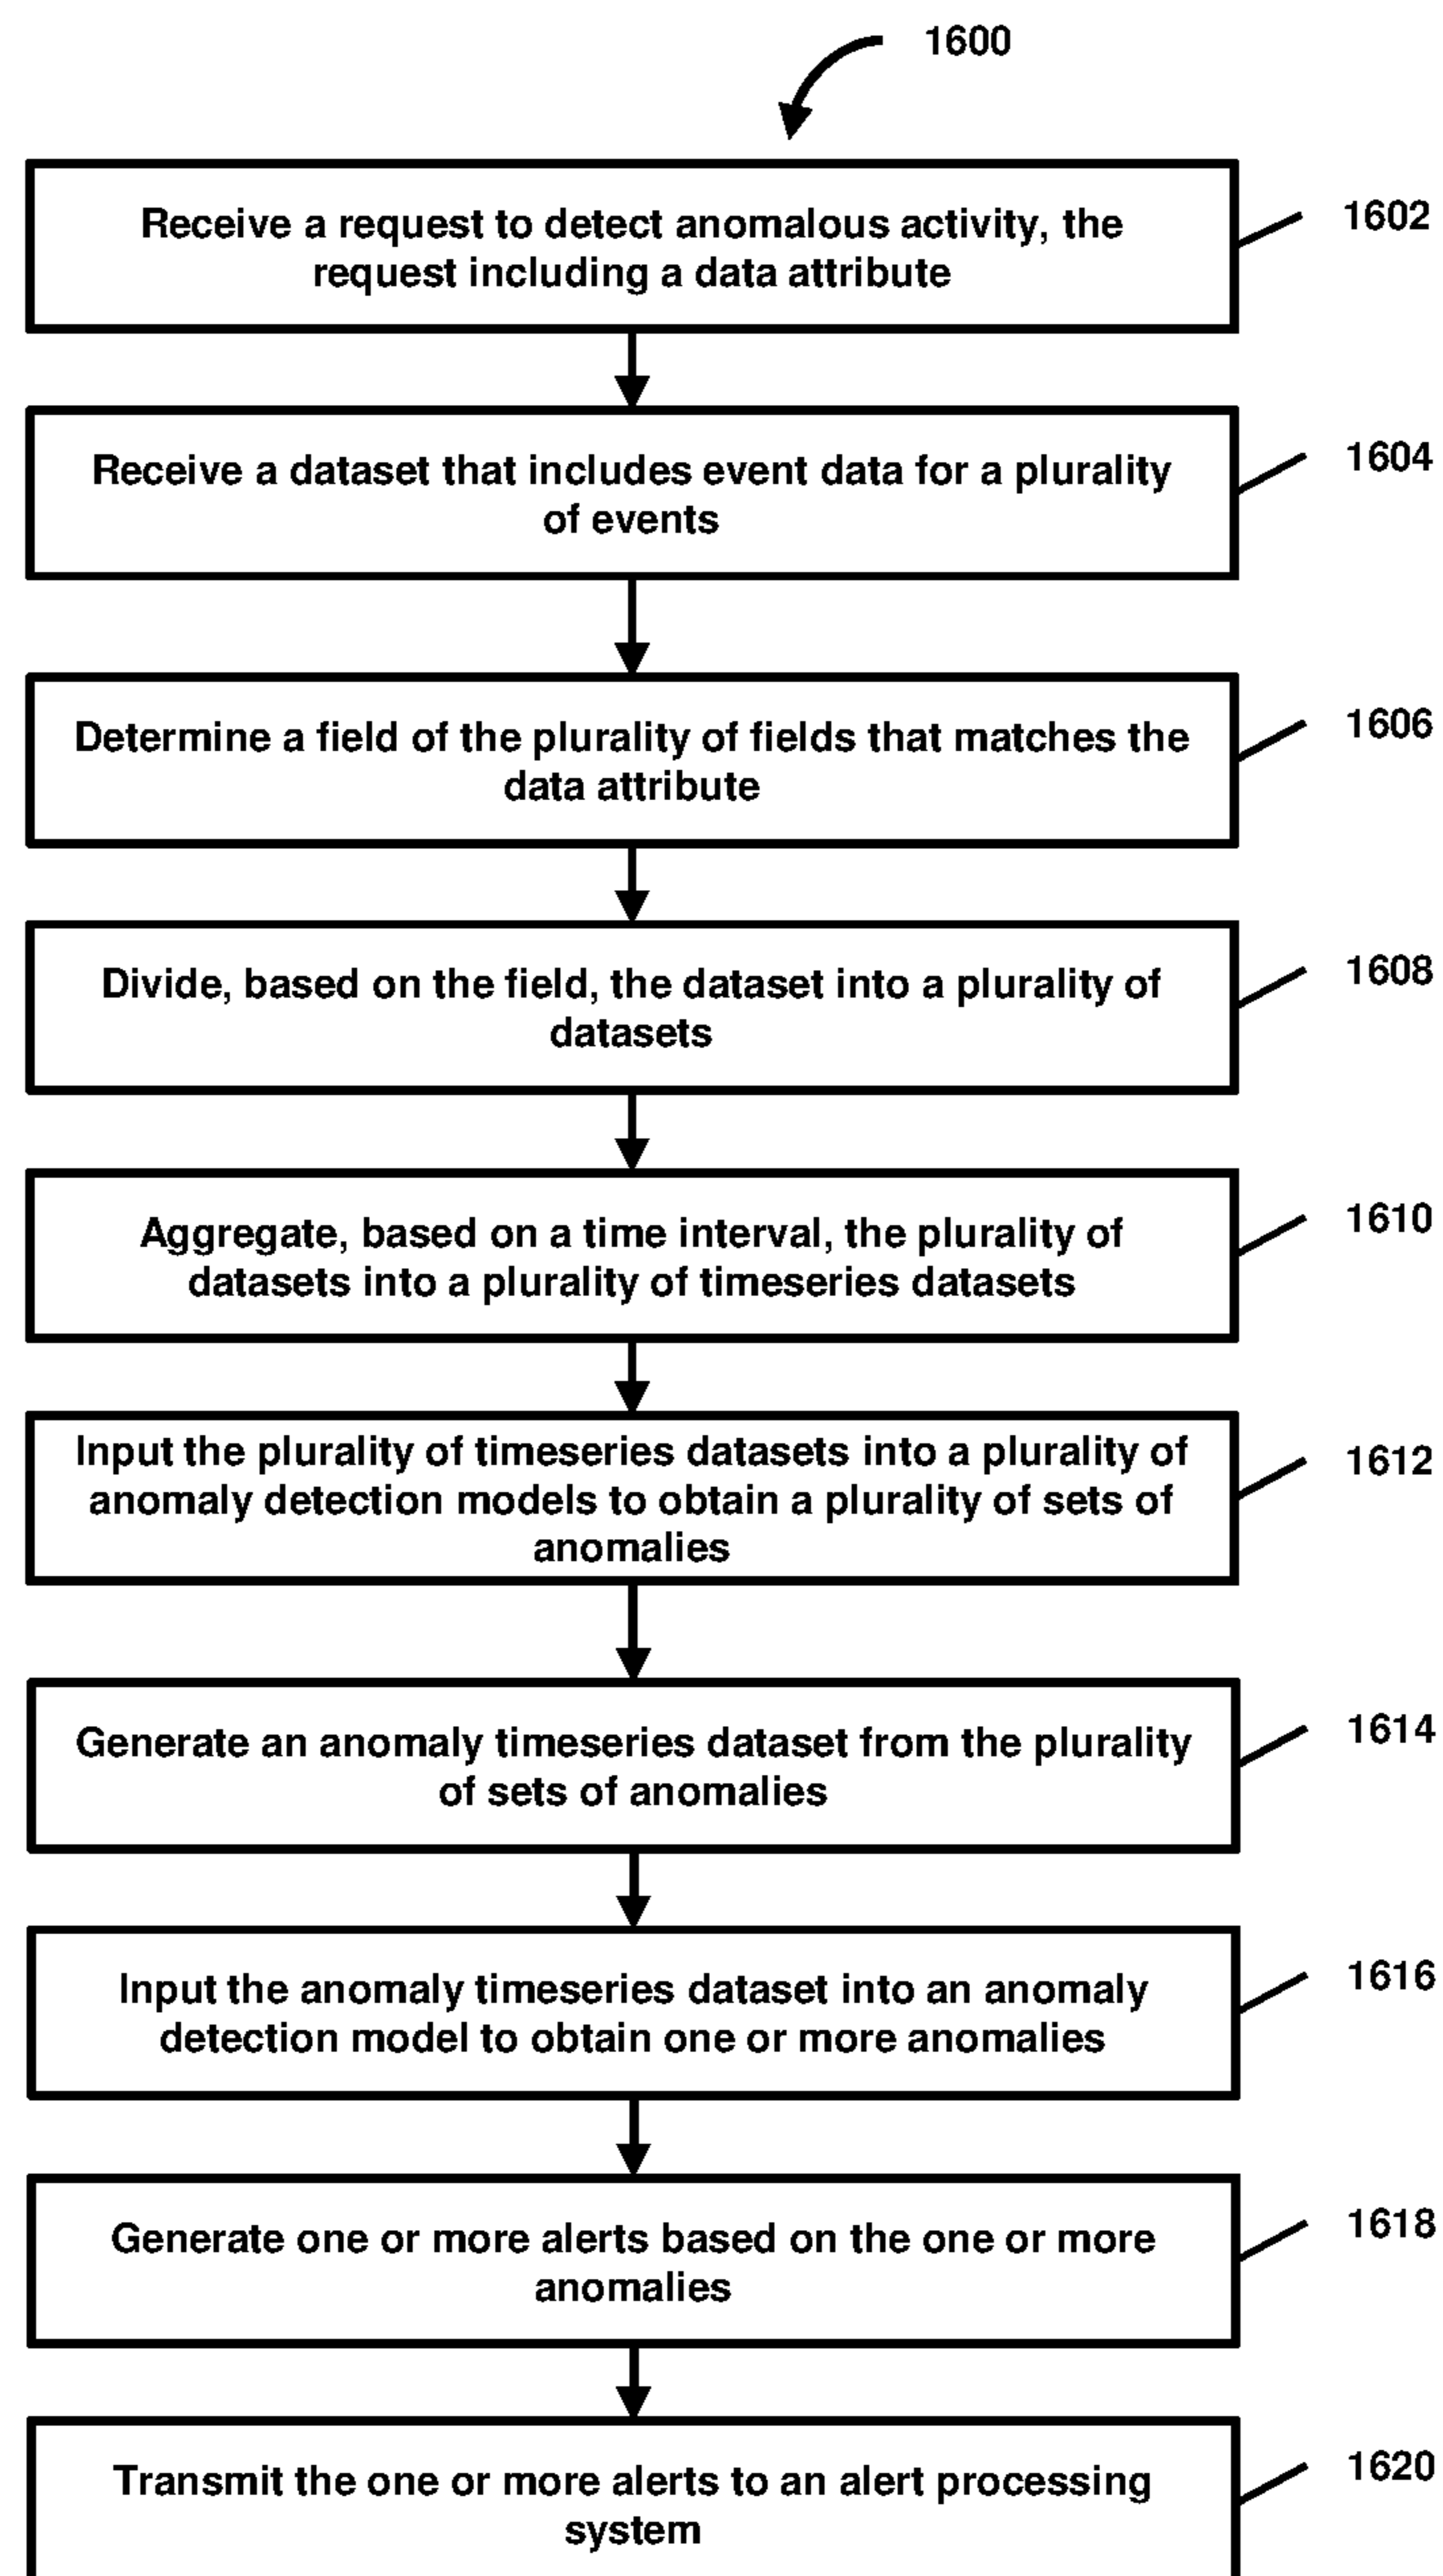 1600
Receive a request to detect anomalous activity, the
request including a data attribute
1602
Receive a dataset that includes event data for a plurality
of events
1604
Determine a field of the plurality of fields that matches the
data attribute
1606
Divide, based on the field, the dataset into a plurality of
datasets
1608
Aggregate, based on a time interval, the plurality of
datasets into a plurality of timeseries datasets
1610
Input the plurality of timeseries datasets into a plurality of
anomaly detection models to obtain a plurality of sets of
anomalies
1612
Generate an anomaly timeseries dataset from the plurality
of sets of anomalies
1614
Input the anomaly timeseries dataset into an anomaly
detection model to obtain one or more anomalies
1616
Generate one or more alerts based on the one or more
anomalies
1618
Transmit the one or more alerts to an alert processing
system
1620